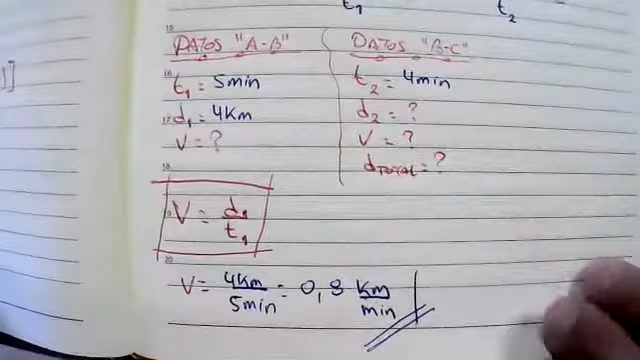 t₁ t₂
DATOS "A-B"
t₁ = 5min
d₁ = 4Km
V = ?
DATOS "B-C"
t₂ = 4min
d₂ = ?
V = ?
dTOTAL = ?
V = d₁/t₁
V = 4Km/5min = 0,8 Km/min